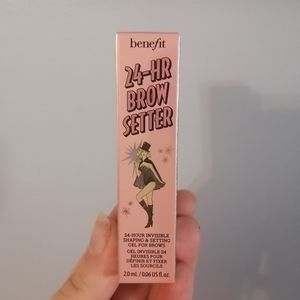 benefit
24-HR
BROW
SETTER
24-HOUR INVISIBLE
SHAPING & SETTING
GEL FOR BROWS
GEL INVISIBLE 24
HEURES POUR
DÉFINIR ET FIXER
LES SOURCILS
2.0 mL / 0.06 US fl. oz.